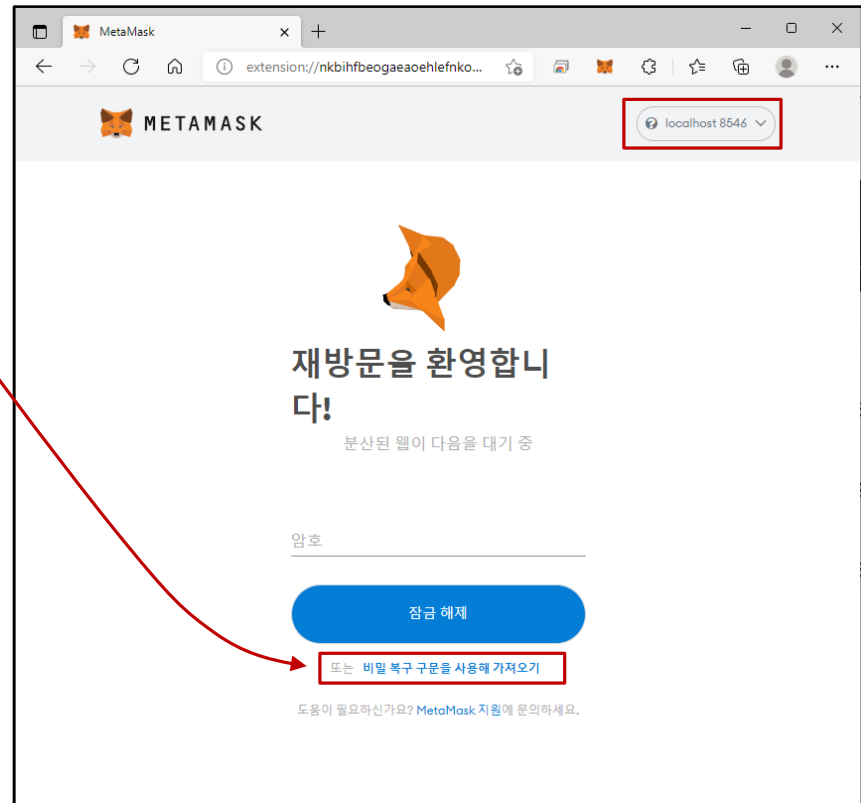 MetaMask
extension://nkbihfbeogaeaoehlefnko...
METAMASK
localhost 8546
재방문을 환영합니
다!
분산된 웹이 다음을 대기 중
암호
잠금 해제
또는 비밀 복구 구문을 사용해 가져오기
도움이 필요하신가요? MetaMask 지원에 문의하세요.